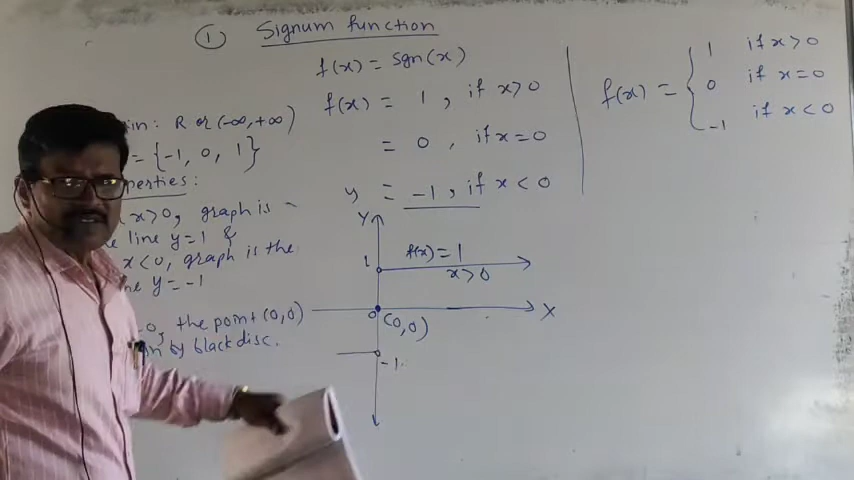 ① Signum function
f(x) = sgn(x)
in: R or (-∞, +∞)
= {-1, 0, 1}
perties:
f(x) = 1, if x>0
= 0, if x=0
y = -1, if x < 0
x>0, graph is
line y=1 &
x<0, graph is the
y=-1
0, the point (0,0)
by black disc.
Y
1
f(x) = 1
x>0
0
(0,0)
X
-1
f(x) = { 1 if x>0
0 if x=0
-1 if x<0